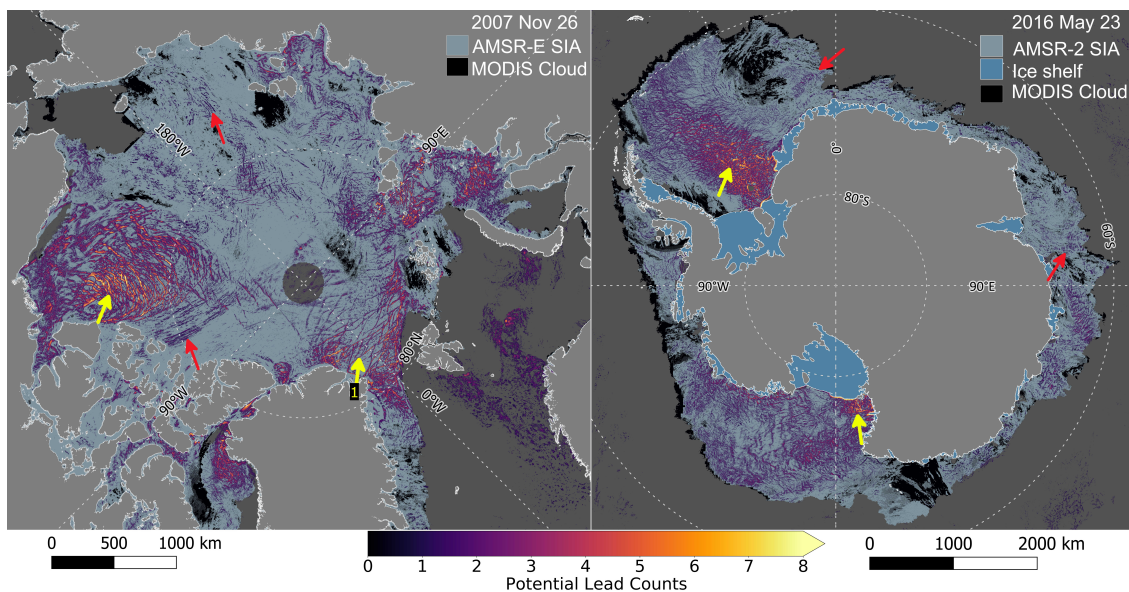 2007 Nov 26
AMSR-E SIA
MODIS Cloud
180°W
90°E
80°N
0°W
90°W
1
2016 May 23
AMSR-2 SIA
Ice shelf
MODIS Cloud
0°
80°S
60°S
90°W
90°E
0 500 1000 km
0 1 2 3 4 5 6 7 8
Potential Lead Counts
0 1000 2000 km